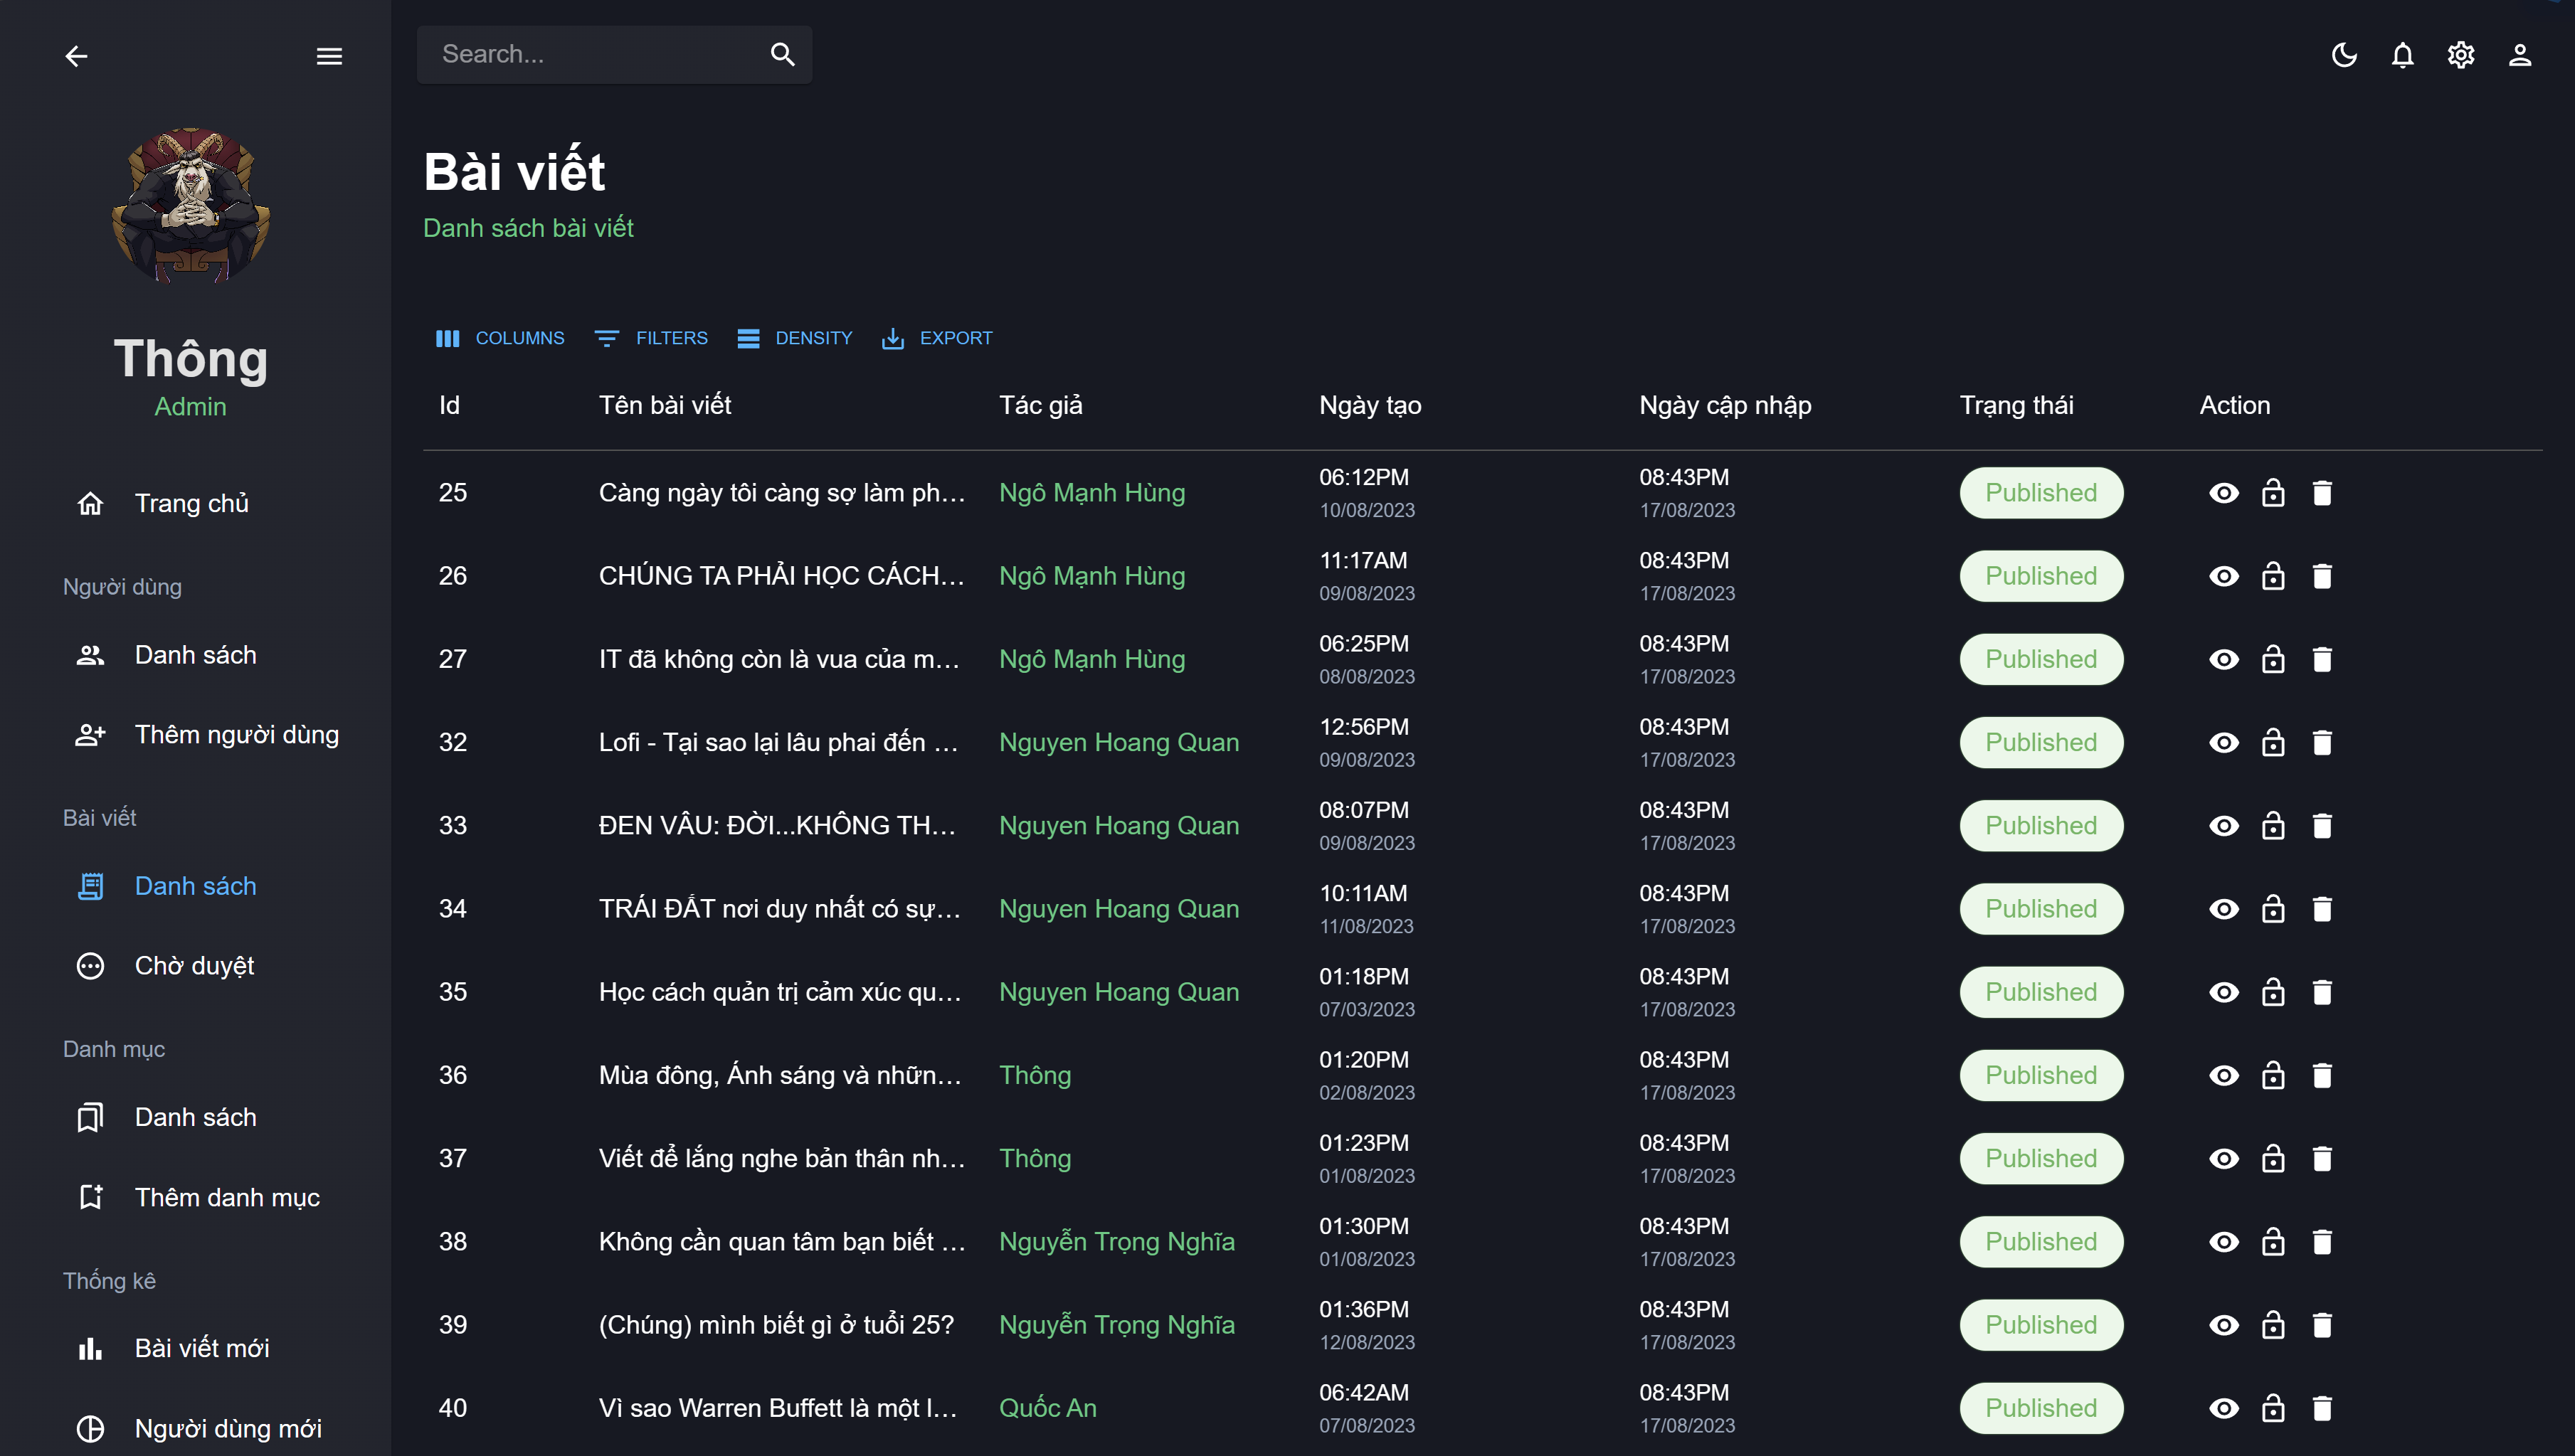 Search...
Thông
Admin
Trang chủ
Người dùng
Danh sách
Thêm người dùng
Bài viết
Danh sách
Chờ duyệt
Danh mục
Danh sách
Thêm danh mục
Thống kê
Bài viết mới
Người dùng mới
Bài viết
Danh sách bài viết
COLUMNS FILTERS DENSITY EXPORT
Id Tên bài viết Tác giả Ngày tạo Ngày cập nhập Trạng thái Action
25 Càng ngày tôi càng sợ làm ph... Ngô Mạnh Hùng 06:12PM 08:43PM Published
10/08/2023 17/08/2023
26 CHÚNG TA PHẢI HỌC CÁCH... Ngô Mạnh Hùng 11:17AM 08:43PM Published
09/08/2023 17/08/2023
27 IT đã không còn là vua của m... Ngô Mạnh Hùng 06:25PM 08:43PM Published
08/08/2023 17/08/2023
32 Lofi - Tại sao lại lâu phai đến ... Nguyen Hoang Quan 12:56PM 08:43PM Published
09/08/2023 17/08/2023
33 ĐEN VÂU: ĐỜI...KHÔNG TH... Nguyen Hoang Quan 08:07PM 08:43PM Published
09/08/2023 17/08/2023
34 TRÁI ĐẤT nơi duy nhất có sự... Nguyen Hoang Quan 10:11AM 08:43PM Published
11/08/2023 17/08/2023
35 Học cách quản trị cảm xúc qu... Nguyen Hoang Quan 01:18PM 08:43PM Published
07/03/2023 17/08/2023
36 Mùa đông, Ánh sáng và nhữn... Thông 01:20PM 08:43PM Published
02/08/2023 17/08/2023
37 Viết để lắng nghe bản thân nh... Thông 01:23PM 08:43PM Published
01/08/2023 17/08/2023
38 Không cần quan tâm bạn biết ... Nguyễn Trọng Nghĩa 01:30PM 08:43PM Published
01/08/2023 17/08/2023
39 (Chúng) mình biết gì ở tuổi 25? Nguyễn Trọng Nghĩa 01:36PM 08:43PM Published
12/08/2023 17/08/2023
40 Vì sao Warren Buffett là một l... Quốc An 06:42AM 08:43PM Published
07/08/2023 17/08/2023